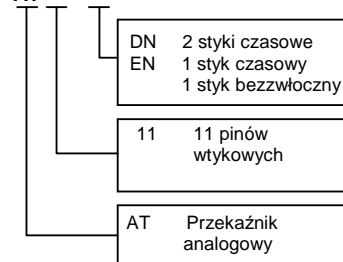 DN 2 styki czasowe
EN 1 styk czasowy
1 styk bezzwłoczny
11 11 pinów
wtykowych
AT Przekaźnik
analogowy